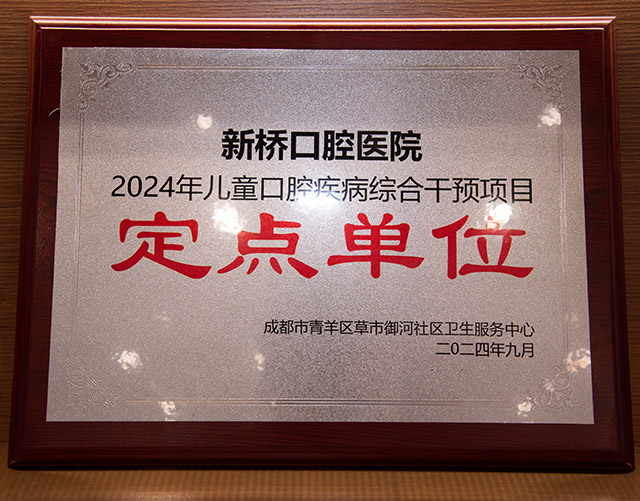 新桥口腔医院
2024年儿童口腔疾病综合干预项目
定点单位
成都市青羊区草市御河社区卫生服务中心
二〇二四年九月